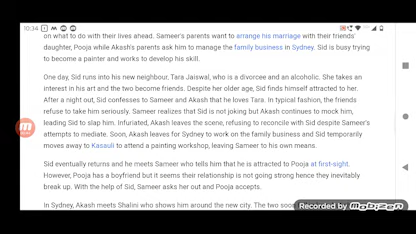 10:34
on what to do with their lives ahead. Sameer's parents want to arrange his marriage with their friends'
daughter, Pooja while Akash's parents ask him to manage the family business in Sydney. Sid is busy trying
to become a painter and works to develop his skill.
One day, Sid runs into his new neighbour, Tara Jaiswal, who is a divorcee and an alcoholic. She takes an
interest in his art and the two become friends. Despite her older age, Sid finds himself attracted to her.
After a night out, Sid confesses to Sameer and Akash that he loves Tara. In typical fashion, the friends
refuse to take him seriously. Sameer realizes that Sid is not joking but Akash continues to mock him,
leading Sid to slap him. Infuriated, Akash leaves the scene, refusing to reconcile with Sid despite Sameer's
attempts to mediate. Soon, Akash leaves for Sydney to work on the family business and Sid temporarily
moves away to Kasauli to attend a painting workshop, leaving Sameer to his own means.
Sid eventually returns and he meets Sameer who tells him that he is attracted to Pooja at first-sight.
However, Pooja has a boyfriend but it seems their relationship is not going strong hence they inevitably
break up. With the help of Sid, Sameer asks her out and Pooja accepts.
In Sydney, Akash meets Shalini who shows him around the new city. The two soon
Recorded by Mobizen